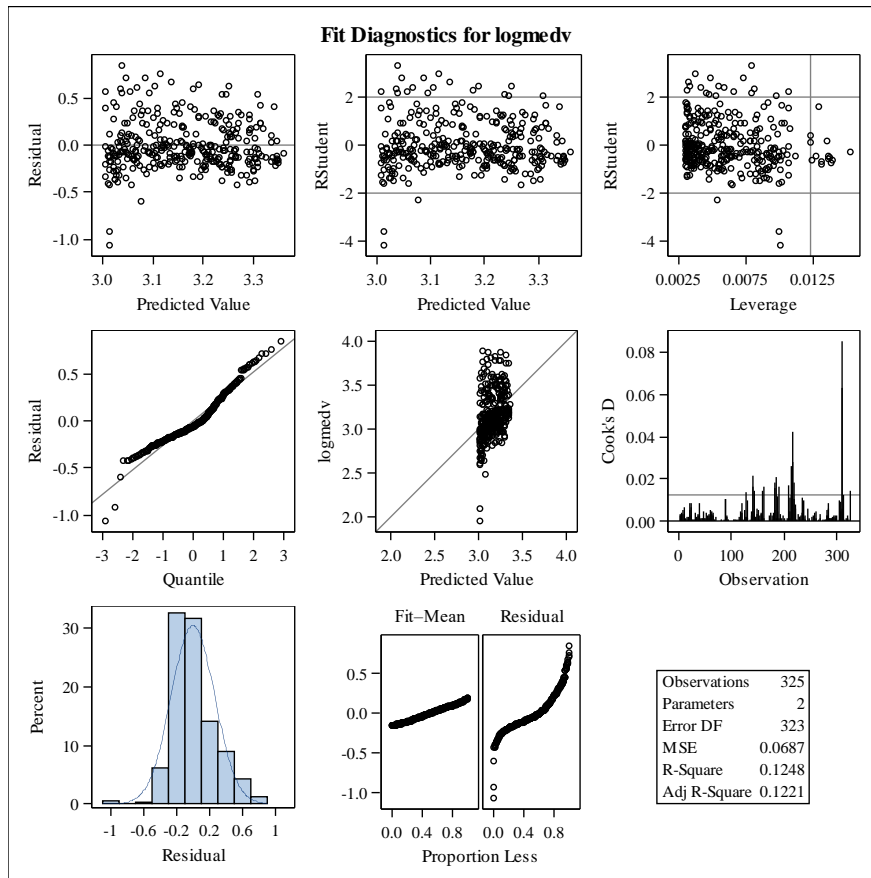 Fit Diagnostics for logmedv
Residual
0.5
0.0
-0.5
-1.0
3.0 3.1 3.2 3.3
Predicted Value
RStudent
2
0
-2
-4
3.0 3.1 3.2 3.3
Predicted Value
RStudent
2
0
-2
-4
0.0025 0.0075 0.0125
Leverage
Residual
0.5
0.0
-0.5
-1.0
-3 -2 -1 0 1 2 3
Quantile
logmedv
4.0
3.5
3.0
2.5
2.0
2.0 3.0 4.0
Predicted Value
Cook's D
0.08
0.06
0.04
0.02
0.00
0 100 200 300
Observation
Percent
30
20
10
0
-1 -0.6 -0.2 0.2 0.6 1
Residual
Fit–Mean Residual
0.5
0.0
-0.5
-1.0
0.0 0.4 0.8 0.0 0.4 0.8
Proportion Less
Observations 325
Parameters 2
Error DF 323
MSE 0.0687
R-Square 0.1248
Adj R-Square 0.1221